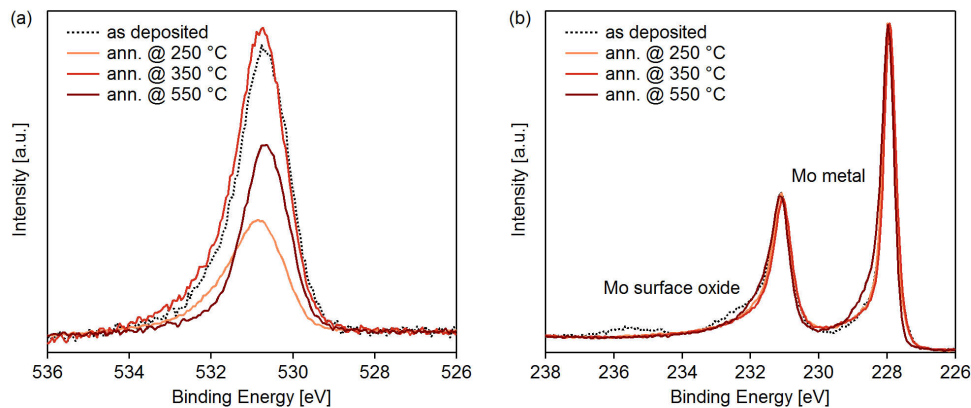 (a)
as deposited
ann. @ 250 °C
ann. @ 350 °C
ann. @ 550 °C
Intensity [a.u.]
536
534
532
530
528
526
Binding Energy [eV]
(b)
as deposited
ann. @ 250 °C
ann. @ 350 °C
ann. @ 550 °C
Mo metal
Mo surface oxide
Intensity [a.u.]
238
236
234
232
230
228
226
Binding Energy [eV]